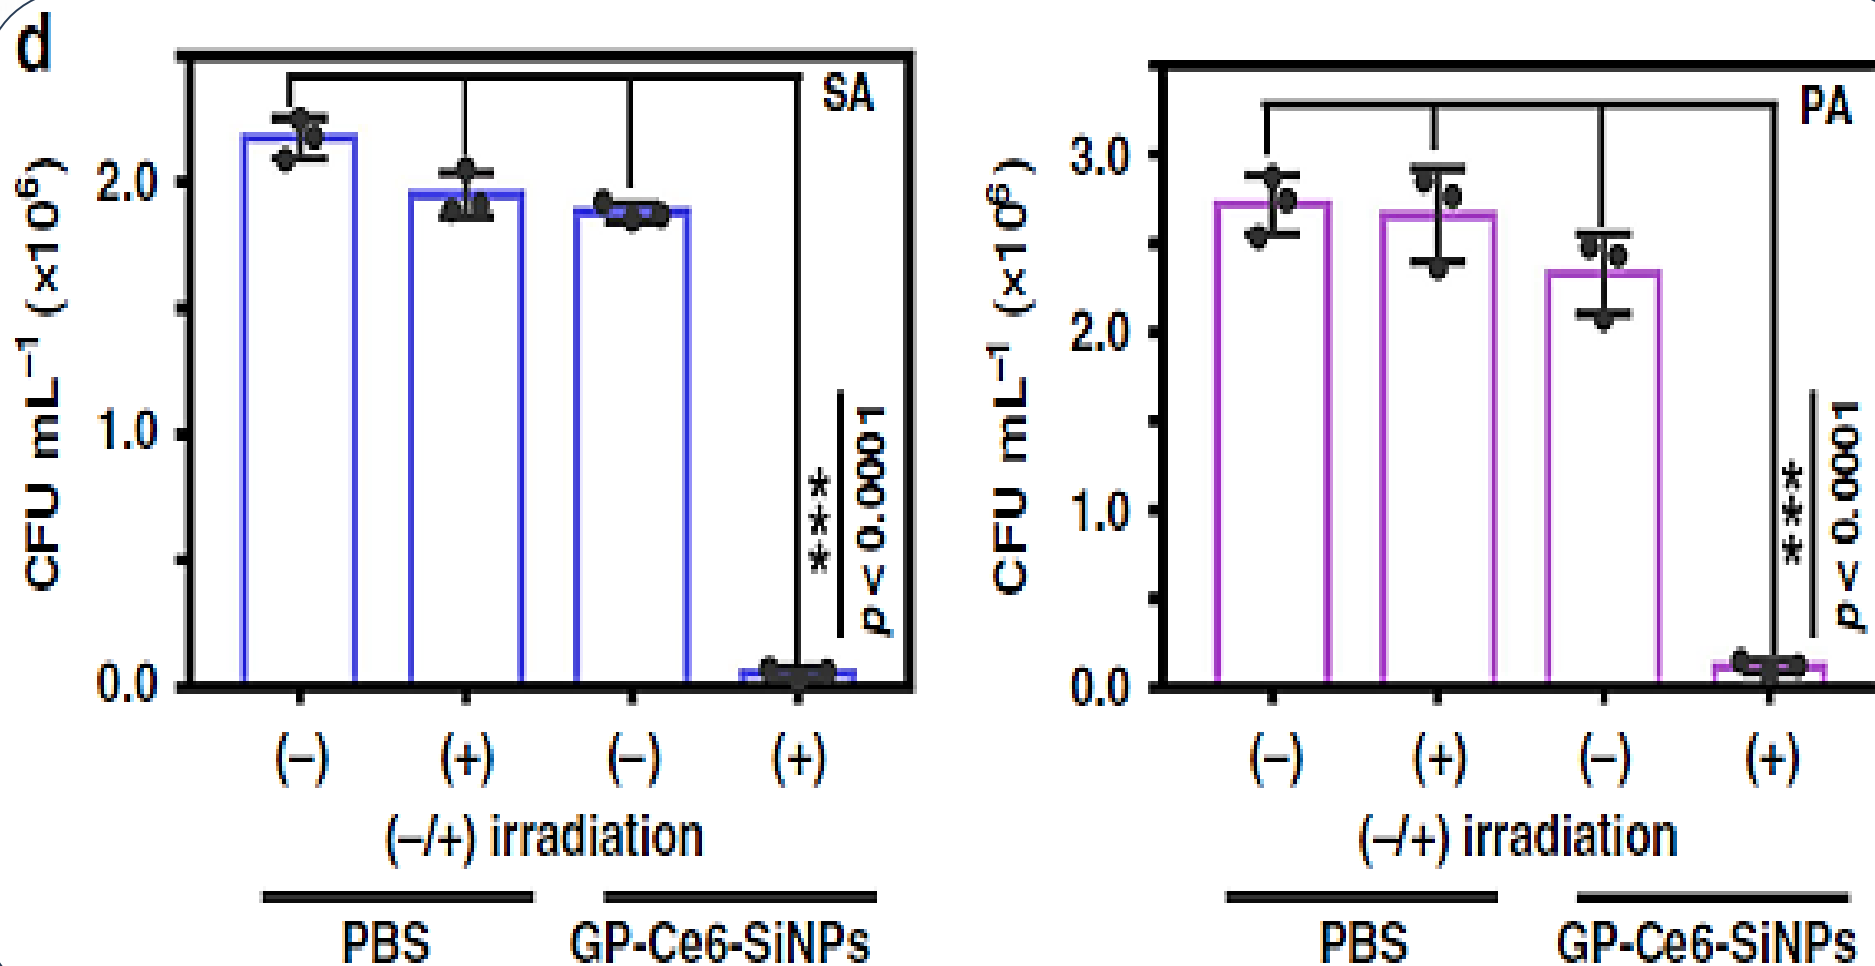 d
SA
CFU mL⁻¹ (×10⁶)
2.0
1.0
0.0
***
p < 0.0001
(–) (+) (–) (+)
(–/+) irradiation
PBS GP-Ce6-SiNPs
PA
CFU mL⁻¹ (×10⁶)
3.0
2.0
1.0
0.0
***
p < 0.0001
(–) (+) (–) (+)
(–/+) irradiation
PBS GP-Ce6-SiNPs